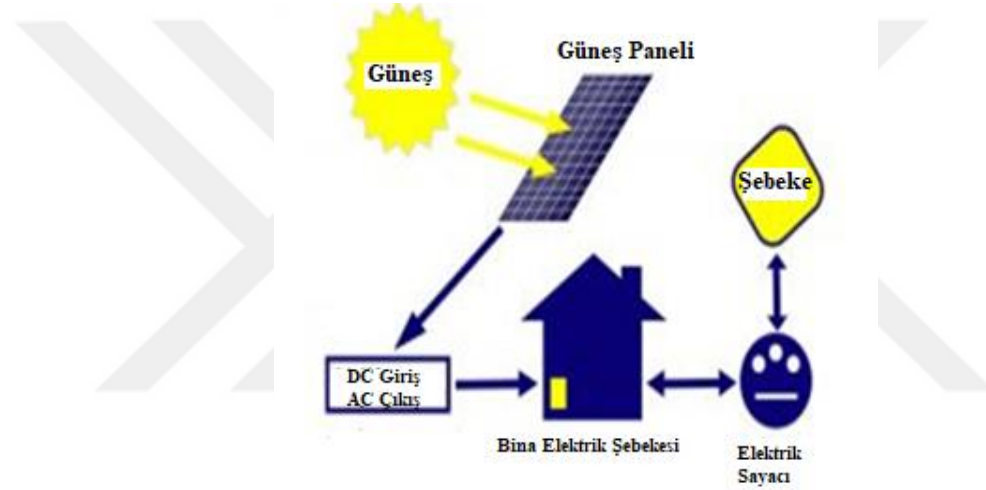 Güneş Paneli
Güneş
Şebeke
DC Giriş
AC Çıkış
Bina Elektrik Şebekesi
Elektrik
Sayacı